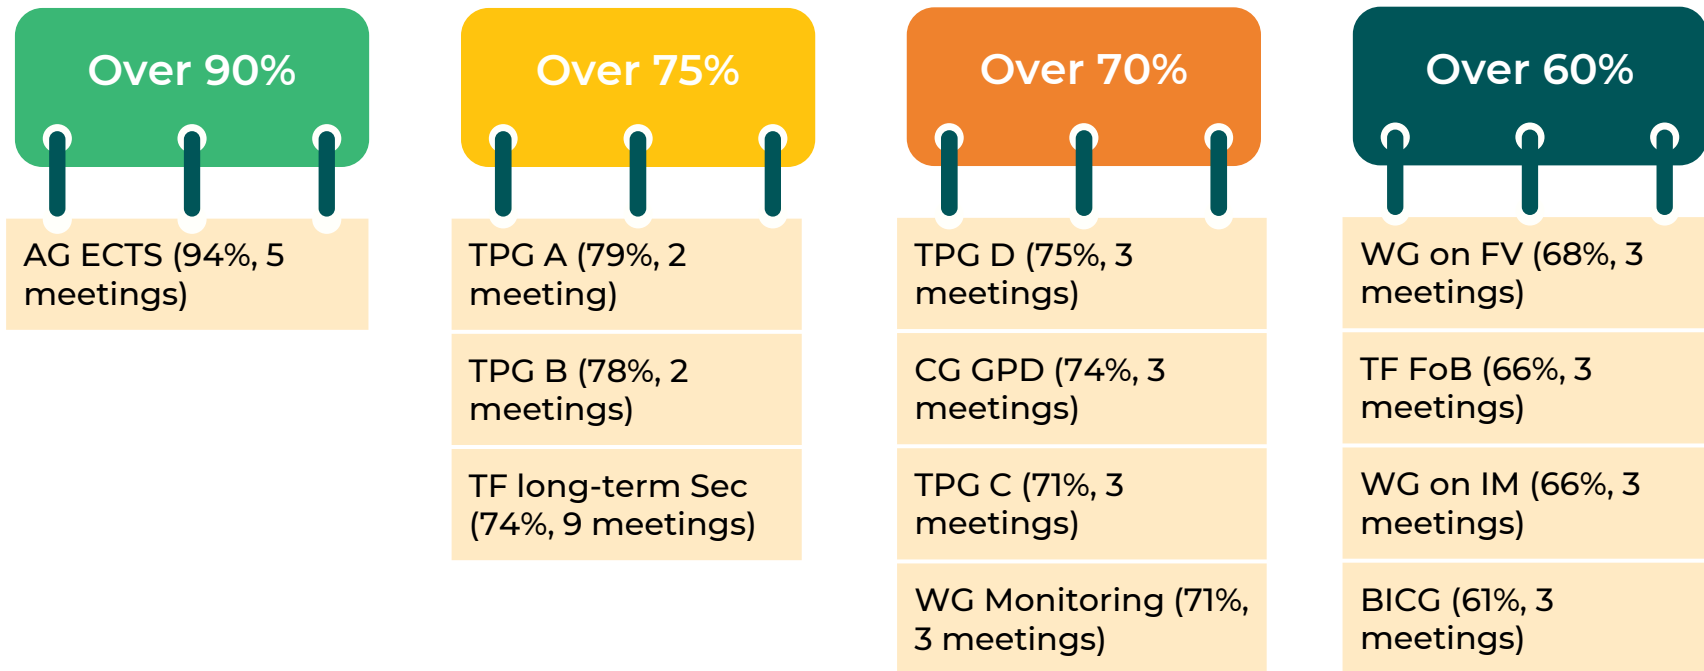 Over 90%
AG ECTS (94%, 5
meetings)
Over 75%
TPG A (79%, 2
meeting)
TPG B (78%, 2
meetings)
TF long-term Sec
(74%, 9 meetings)
Over 70%
TPG D (75%, 3
meetings)
CG GPD (74%, 3
meetings)
TPG C (71%, 3
meetings)
WG Monitoring (71%,
3 meetings)
Over 60%
WG on FV (68%, 3
meetings)
TF FoB (66%, 3
meetings)
WG on IM (66%, 3
meetings)
BICG (61%, 3
meetings)